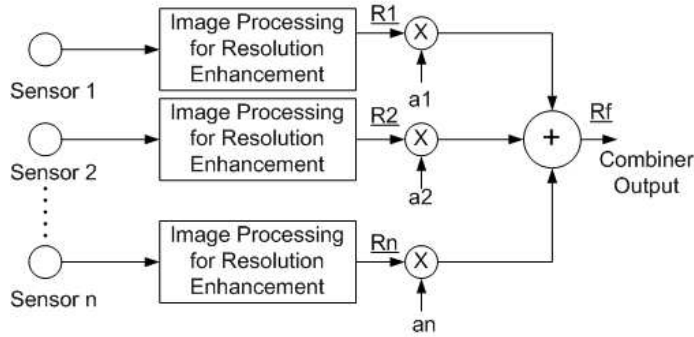 Sensor 1
Image Processing
for Resolution
Enhancement
R1
X
a1
Sensor 2
Image Processing
for Resolution
Enhancement
R2
X
a2
Sensor n
Image Processing
for Resolution
Enhancement
Rn
X
an
+
Rf
Combiner
Output